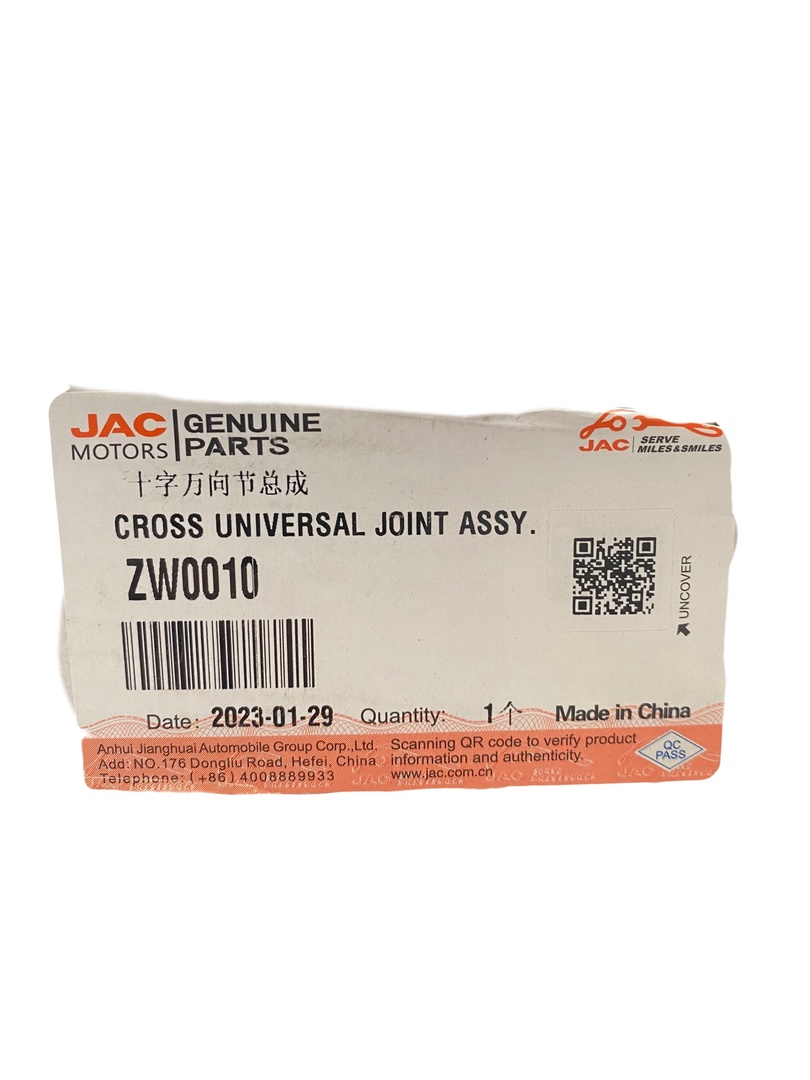 JAC MOTORS
GENUINE PARTS
JAC SERVE MILES&SMILES
十字万向节总成
CROSS UNIVERSAL JOINT ASSY.
ZW0010
UNCOVER
Date: 2023-01-29 Quantity: 1个 Made in China
Anhui Jianghuai Automobile Group Corp.,Ltd.
Add: NO.176 Dongliu Road, Hefei, China
Telephone: (+86) 4008889933
Scanning QR code to verify product
information and authenticity.
www.jac.com.cn
QC
PASS